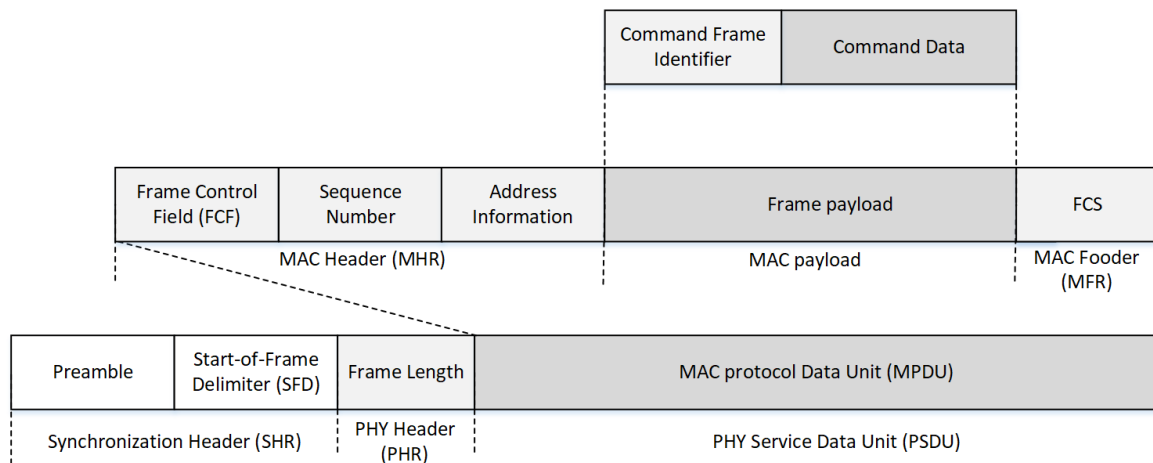 Command Frame
Identifier
Command Data
Frame Control
Field (FCF)
Sequence
Number
Address
Information
Frame payload
FCS
MAC Header (MHR)
MAC payload
MAC Fooder
(MFR)
Preamble
Start-of-Frame
Delimiter (SFD)
Frame Length
MAC protocol Data Unit (MPDU)
Synchronization Header (SHR)
PHY Header
(PHR)
PHY Service Data Unit (PSDU)